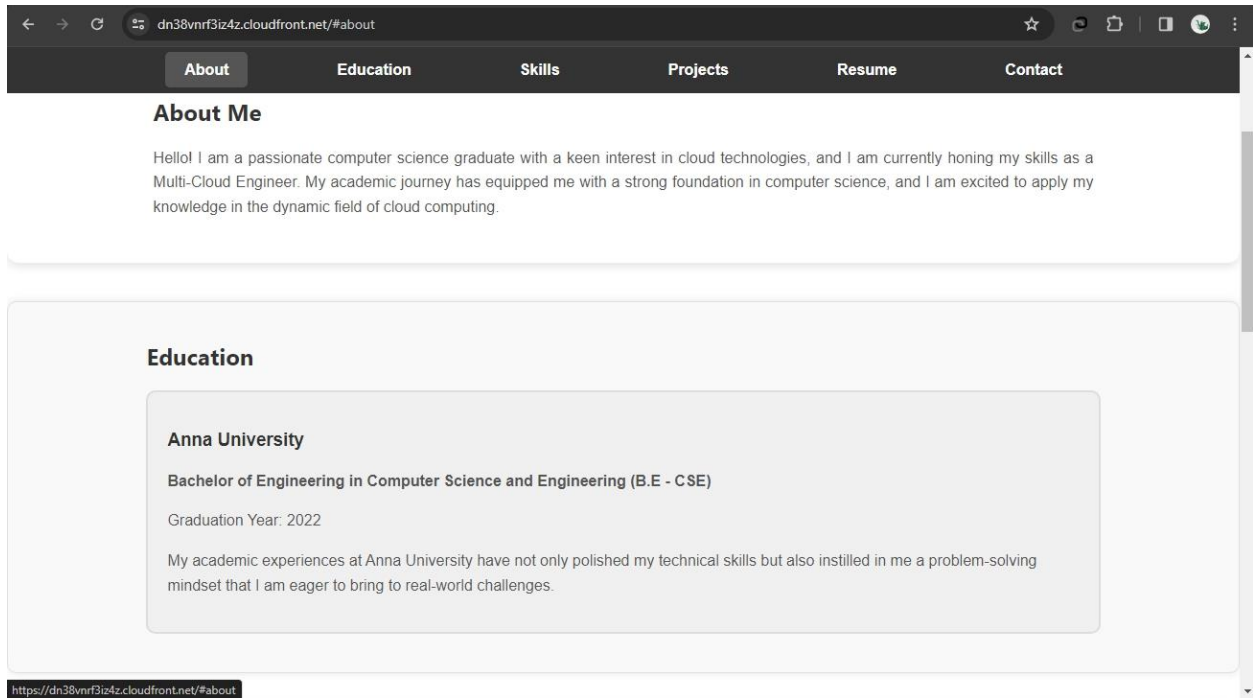 dn38vnrf3iz4z.cloudfront.net/#about
About Education Skills Projects Resume Contact
About Me
Hello! I am a passionate computer science graduate with a keen interest in cloud technologies, and I am currently honing my skills as a
Multi-Cloud Engineer. My academic journey has equipped me with a strong foundation in computer science, and I am excited to apply my
knowledge in the dynamic field of cloud computing.
Education
Anna University
Bachelor of Engineering in Computer Science and Engineering (B.E - CSE)
Graduation Year: 2022
My academic experiences at Anna University have not only polished my technical skills but also instilled in me a problem-solving
mindset that I am eager to bring to real-world challenges.
https://dn38vnrf3iz4z.cloudfront.net/#about